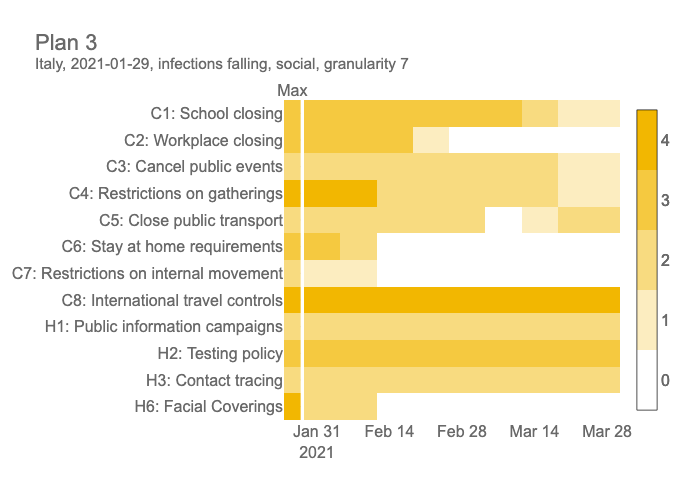 Plan 3
Italy, 2021-01-29, infections falling, social, granularity 7
Max
C1: School closing
C2: Workplace closing
C3: Cancel public events
C4: Restrictions on gatherings
C5: Close public transport
C6: Stay at home requirements
C7: Restrictions on internal movement
C8: International travel controls
H1: Public information campaigns
H2: Testing policy
H3: Contact tracing
H6: Facial Coverings
4
3
2
1
0
Jan 31 Feb 14 Feb 28 Mar 14 Mar 28
2021